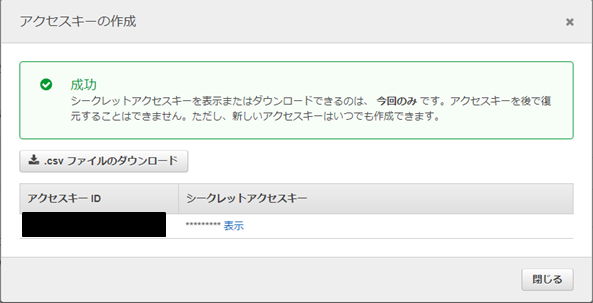 アクセスキーの作成
×
成功
シークレットアクセスキーを表示またはダウンロードできるのは、 今回のみ です。アクセスキーを後で復
元することはできません。ただし、新しいアクセスキーはいつでも作成できます。
.csv ファイルのダウンロード
アクセスキー ID シークレットアクセスキー
********* 表示
閉じる